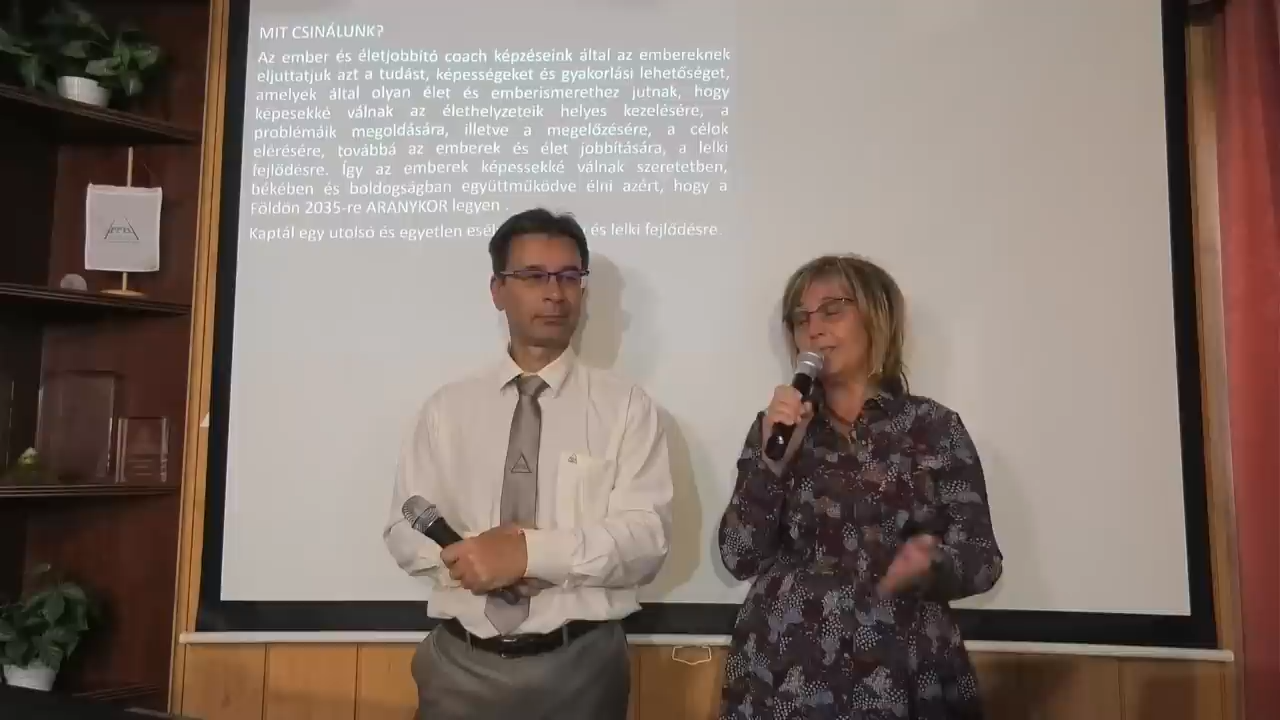 MIT CSINÁLUNK?
Az ember és életjobbító coach képzéseink által az embereknek
eljuttatjuk azt a tudást, képességeket és gyakorlási lehetőséget,
amelyek által olyan élet és emberismerethez jutnak, hogy
képesekké válnak az élethelyzeteik helyes kezelésére, a
problémáik megoldására, illetve a megelőzésére, a célok
elérésére, továbbá az emberek és élet jobbítására, a lelki
fejlődésre. Így az emberek képessekké válnak szeretetben,
békében és boldogságban együttműködve élni azért, hogy a
Földön 2035-re ARANYKOR legyen .
Kaptál egy utolsó és egyetlen és lelki fejlődésre.